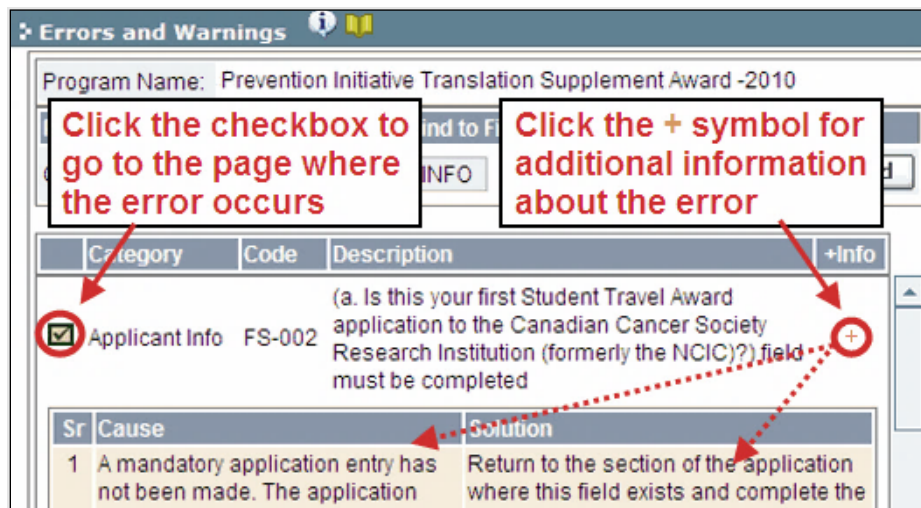 Errors and Warnings
Program Name: Prevention Initiative Translation Supplement Award -2010
Click the checkbox to
go to the page where
the error occurs
ind to Fi
INFO
Click the + symbol for
additional information
about the error
Category Code Description +Info
Applicant Info FS-002 (a. Is this your first Student Travel Award
application to the Canadian Cancer Society
Research Institution (formerly the NCIC)?) field
must be completed
+
Sr Cause Solution
1 A mandatory application entry has Return to the section of the application
not been made. The application where this field exists and complete the